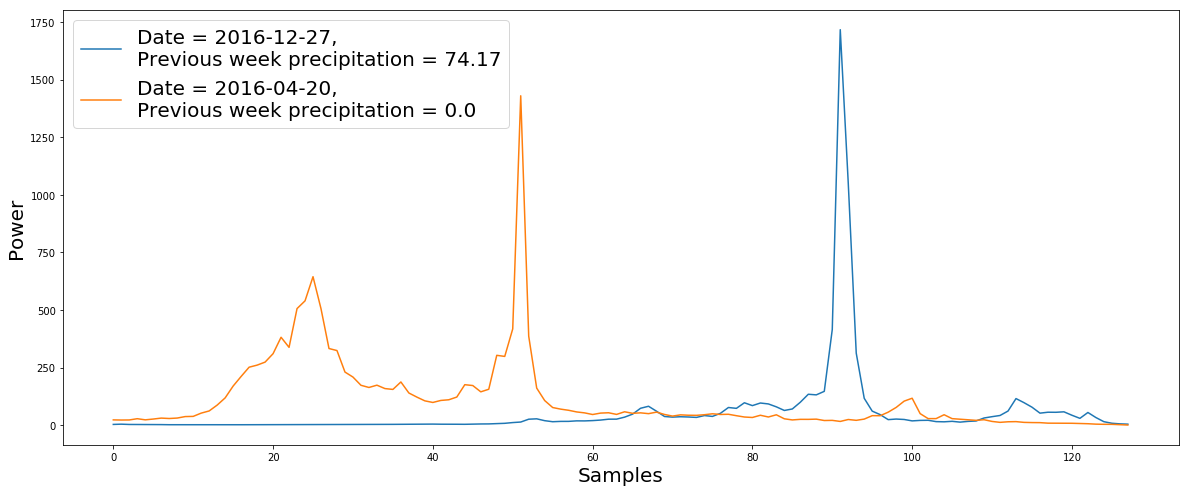 Date = 2016-12-27,
Previous week precipitation = 74.17
Date = 2016-04-20,
Previous week precipitation = 0.0
1750
1500
1250
1000
750
500
250
0
Power
0 20 40 60 80 100 120
Samples